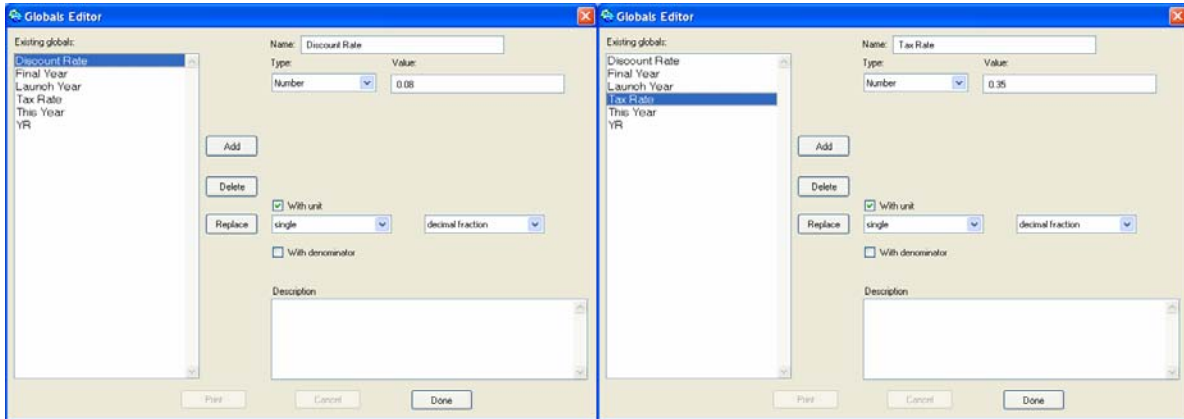 Globals Editor
Existing globals:
Discount Rate
Final Year
Launch Year
Tax Rate
This Year
YR
Name: Discount Rate
Type: Value:
Number 0.08
Add
Delete
Replace
With unit
single decimal fraction
With denominator
Description
Print Cancel Done
Globals Editor
Existing globals:
Discount Rate
Final Year
Launch Year
Tax Rate
This Year
YR
Name: Tax Rate
Type: Value:
Number 0.35
Add
Delete
Replace
With unit
single decimal fraction
With denominator
Description
Print Cancel Done